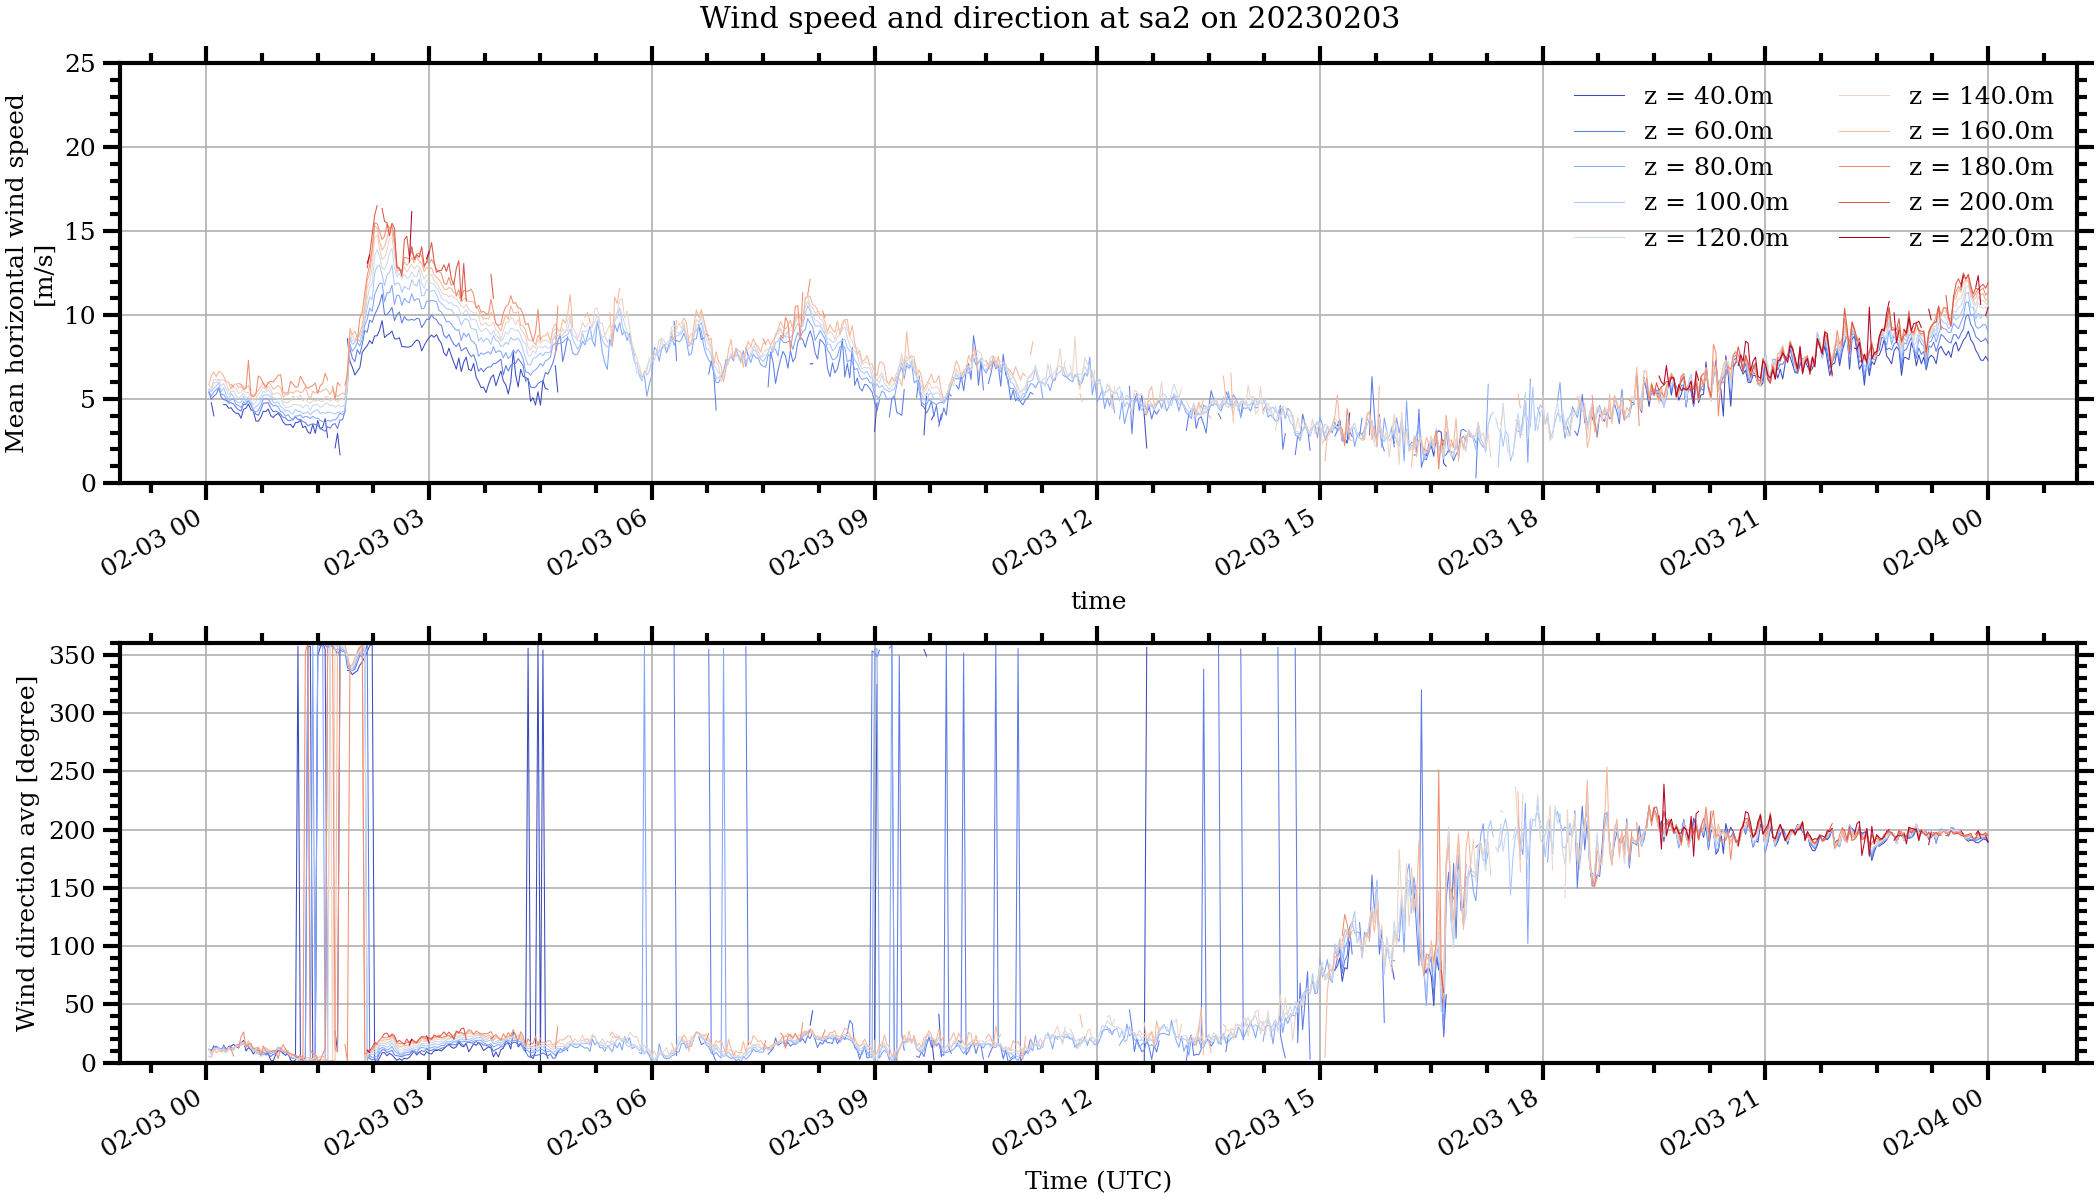 Wind speed and direction at sa2 on 20230203
Mean horizontal wind speed
[m/s]
25
20
15
10
5
0
z = 40.0m
z = 60.0m
z = 80.0m
z = 100.0m
z = 120.0m
z = 140.0m
z = 160.0m
z = 180.0m
z = 200.0m
z = 220.0m
02-03 00
02-03 03
02-03 06
02-03 09
02-03 12
02-03 15
02-03 18
02-03 21
02-04 00
time
Wind direction avg [degree]
350
300
250
200
150
100
50
0
02-03 00
02-03 03
02-03 06
02-03 09
02-03 12
02-03 15
02-03 18
02-03 21
02-04 00
Time (UTC)